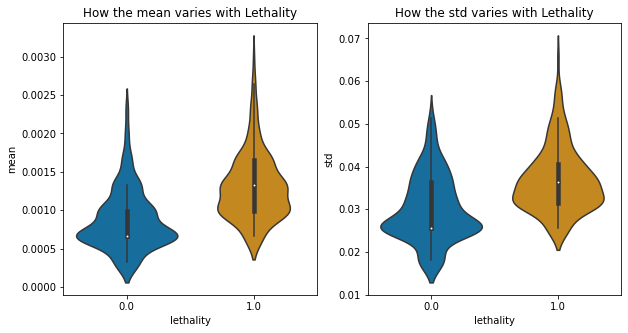 How the mean varies with Lethality
mean
0.0030
0.0025
0.0020
0.0015
0.0010
0.0005
0.0000
0.0 1.0
lethality
How the std varies with Lethality
std
0.07
0.06
0.05
0.04
0.03
0.02
0.01
0.0 1.0
lethality